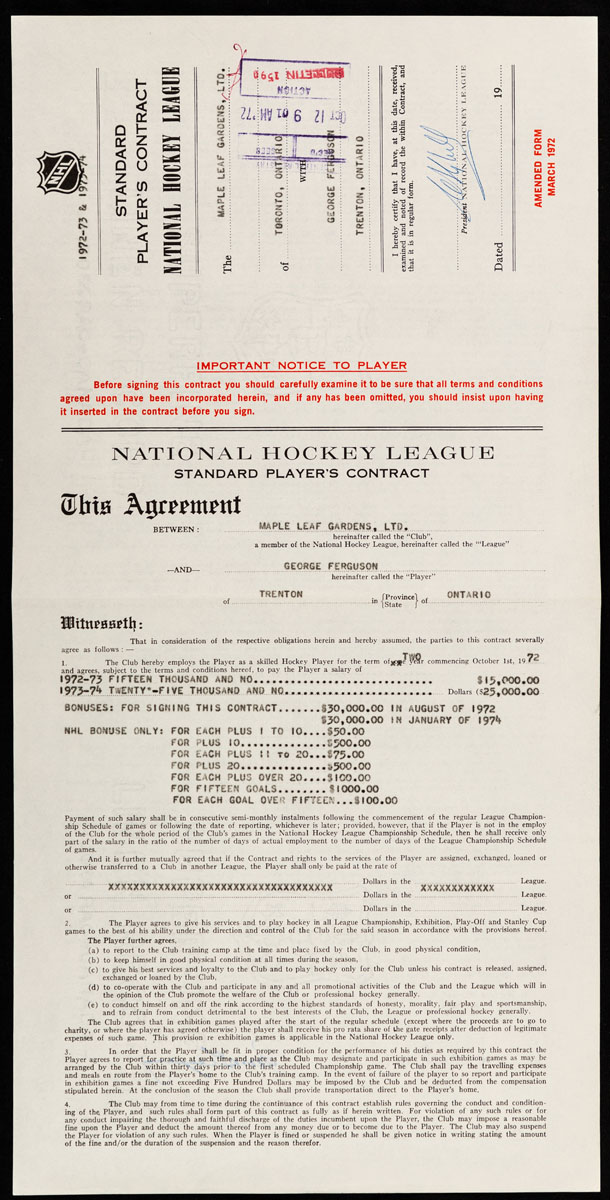 NHL
1972-73 & 1973-74
STANDARD
PLAYER'S CONTRACT
NATIONAL HOCKEY LEAGUE
The MAPLE LEAF GARDENS, LTD.
of TORONTO, ONTARIO
WITH
GEORGE FERGUSON
TRENTON, ONTARIO
BULLETIN 1590
ACTION
OCT 12 9 01 AM '72
I hereby certify that I have, at this date, received,
examined and noted of record the within Contract, and
that it is in regular form.
President NATIONAL HOCKEY LEAGUE
Dated 19
AMENDED FORM
MARCH 1972
IMPORTANT NOTICE TO PLAYER
Before signing this contract you should carefully examine it to be sure that all terms and conditions
agreed upon have been incorporated herein, and if any has been omitted, you should insist upon having
it inserted in the contract before you sign.
NATIONAL HOCKEY LEAGUE
STANDARD PLAYER'S CONTRACT
This Agreement
BETWEEN: MAPLE LEAF GARDENS, LTD.
hereinafter called the "Club",
a member of the National Hockey League, hereinafter called the "League"
—AND— GEORGE FERGUSON
hereinafter called the "Player"
of TRENTON in {Province State} of ONTARIO
Witnesseth:
That in consideration of the respective obligations herein and hereby assumed, the parties to this contract severally
agree as follows : —
1. The Club hereby employs the Player as a skilled Hockey Player for the term of xxx TWO year commencing October 1st, 1972
and agrees, subject to the terms and conditions hereof, to pay the Player a salary of
1972-73 FIFTEEN THOUSAND AND NO.................................. $15,000.00
1973-74 TWENTY*-FIVE THOUSAND AND NO............................. Dollars ($25,000.00
BONUSES: FOR SIGNING THIS CONTRACT.......$30,000.00 IN AUGUST OF 1972
$30,000.00 IN JANUARY OF 1974
NHL BONUSE ONLY: FOR EACH PLUS 1 TO 10....$50.00
FOR PLUS 10..............$500.00
FOR EACH PLUS 11 TO 20...$75.00
FOR PLUS 20..............$500.00
FOR EACH PLUS OVER 20....$100.00
FOR FIFTEEN GOALS........$1000.00
FOR EACH GOAL OVER FIFTEEN...$100.00
Payment of such salary shall be in consecutive semi-monthly instalments following the commencement of the regular League Champion-
ship Schedule of games or following the date of reporting, whichever is later; provided, however, that if the Player is not in the employ
of the Club for the whole period of the Club's games in the National Hockey League Championship Schedule, then he shall receive only
part of the salary in the ratio of the number of days of actual employment to the number of days of the League Championship Schedule
of games.
And it is further mutually agreed that if the Contract and rights to the services of the Player are assigned, exchanged, loaned or
otherwise transferred to a Club in another League, the Player shall only be paid at the rate of
Dollars in the League.
XXXXXXXXXXXXXXXXXXXXXXXXXXXXXXXXXXXXX XXXXXXXXXXXX
or Dollars in the League.
or Dollars in the League.
2. The Player agrees to give his services and to play hockey in all League Championship, Exhibition, Play-Off and Stanley Cup
games to the best of his ability under the direction and control of the Club for the said season in accordance with the provisions hereof.
The Player further agrees,
(a) to report to the Club training camp at the time and place fixed by the Club, in good physical condition,
(b) to keep himself in good physical condition at all times during the season,
(c) to give his best services and loyalty to the Club and to play hockey only for the Club unless his contract is released, assigned,
exchanged or loaned by the Club,
(d) to co-operate with the Club and participate in any and all promotional activities of the Club and the League which will in
the opinion of the Club promote the welfare of the Club or professional hockey generally.
(e) to conduct himself on and off the rink according to the highest standards of honesty, morality, fair play and sportsmanship,
and to refrain from conduct detrimental to the best interests of the Club, the League or professional hockey generally.
The Club agrees that in exhibition games played after the start of the regular schedule (except where the proceeds are to go to
charity, or where the player has agreed otherwise) the player shall receive his pro rata share of the gate receipts after deduction of legitimate
expenses of such game. This provision re exhibition games is applicable in the National Hockey League only.
3. In order that the Player shall be fit in proper condition for the performance of his duties as required by this contract the
Player agrees to report for practice at such time and place as the Club may designate and participate in such exhibition games as may be
arranged by the Club within thirty days prior to the first scheduled Championship game. The Club shall pay the travelling expenses
and meals en route from the Player's home to the Club's training camp. In the event of failure of the player to so report and participate
in exhibition games a fine not exceeding Five Hundred Dollars may be imposed by the Club and be deducted from the compensation
stipulated herein. At the conclusion of the season the Club shall provide transportation direct to the Player's home.
4. The Club may from time to time during the continuance of this contract establish rules governing the conduct and condition-
ing of the Player, and such rules shall form part of this contract as fully as if herein written. For violation of any such rules or for
any conduct impairing the thorough and faithful discharge of the duties incumbent upon the Player, the Club may impose a reasonable
fine upon the Player and deduct the amount thereof from any money due or to become due to the Player. The Club may also suspend
the Player for violation of any such rules. When the Player is fined or suspended he shall be given notice in writing stating the amount
of the fine and/or the duration of the suspension and the reason therefor.